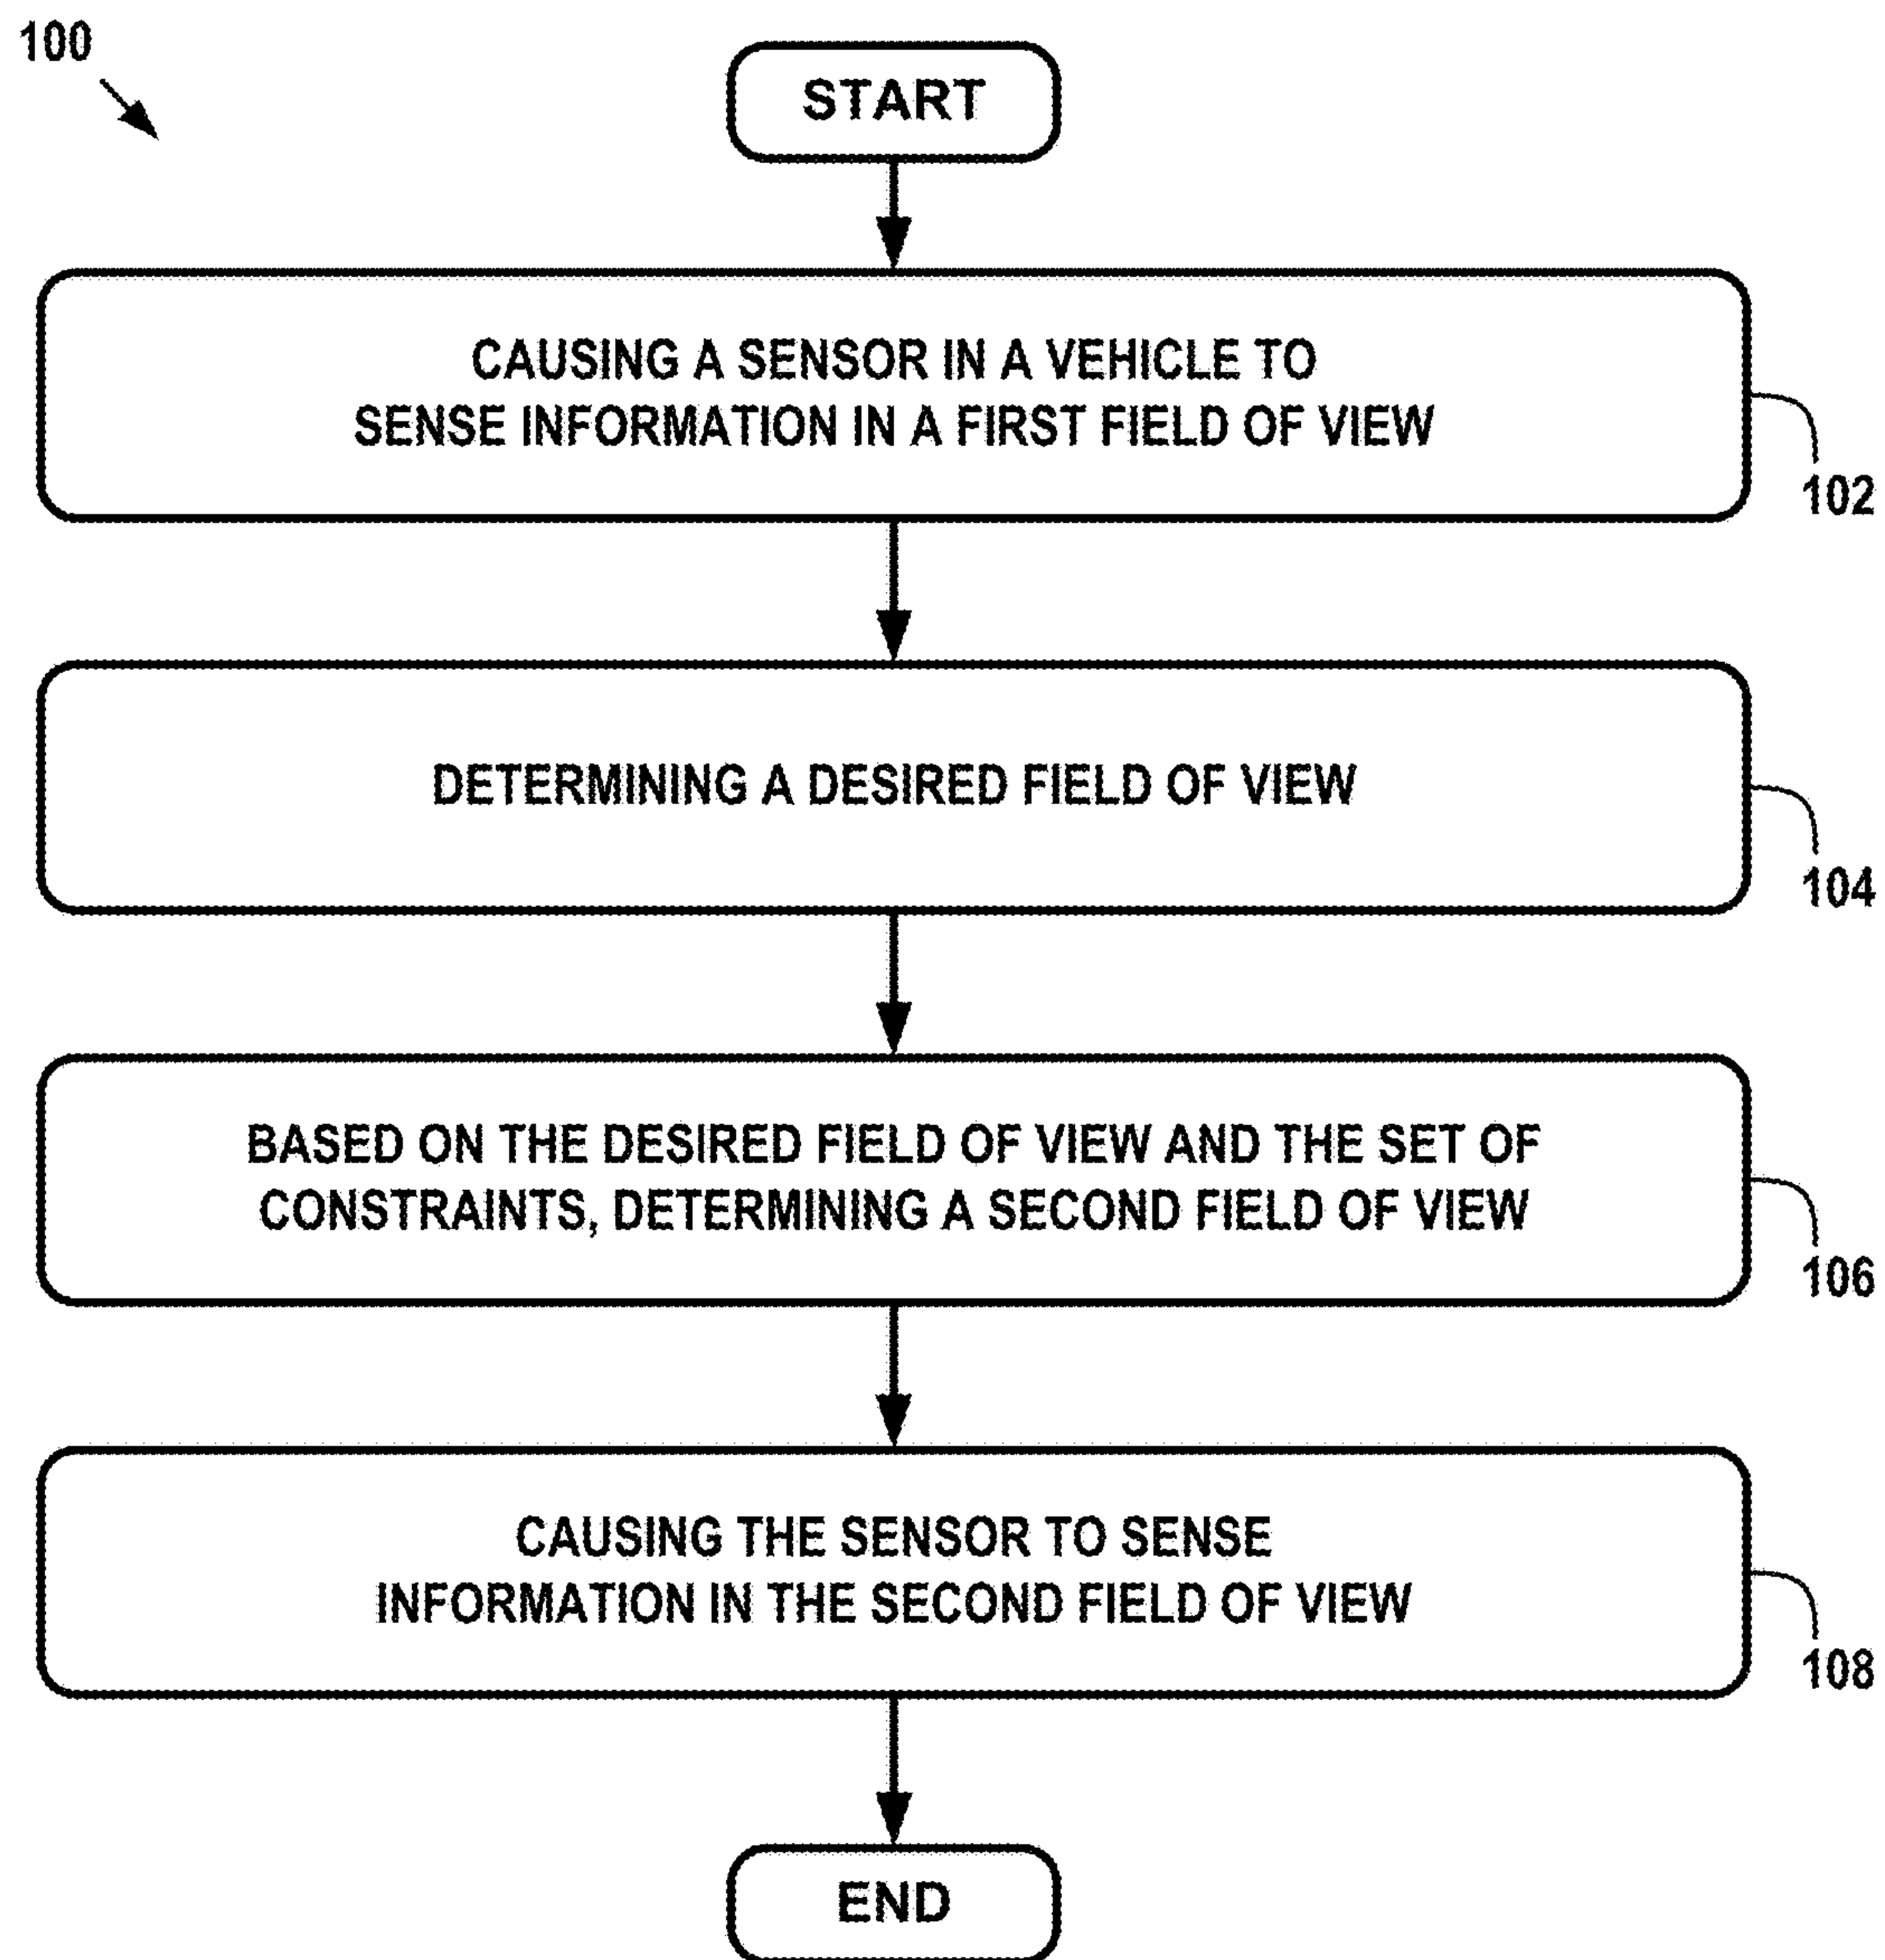 100
START
CAUSING A SENSOR IN A VEHICLE TO
SENSE INFORMATION IN A FIRST FIELD OF VIEW
102
DETERMINING A DESIRED FIELD OF VIEW
104
BASED ON THE DESIRED FIELD OF VIEW AND THE SET OF
CONSTRAINTS, DETERMINING A SECOND FIELD OF VIEW
106
CAUSING THE SENSOR TO SENSE
INFORMATION IN THE SECOND FIELD OF VIEW
108
END